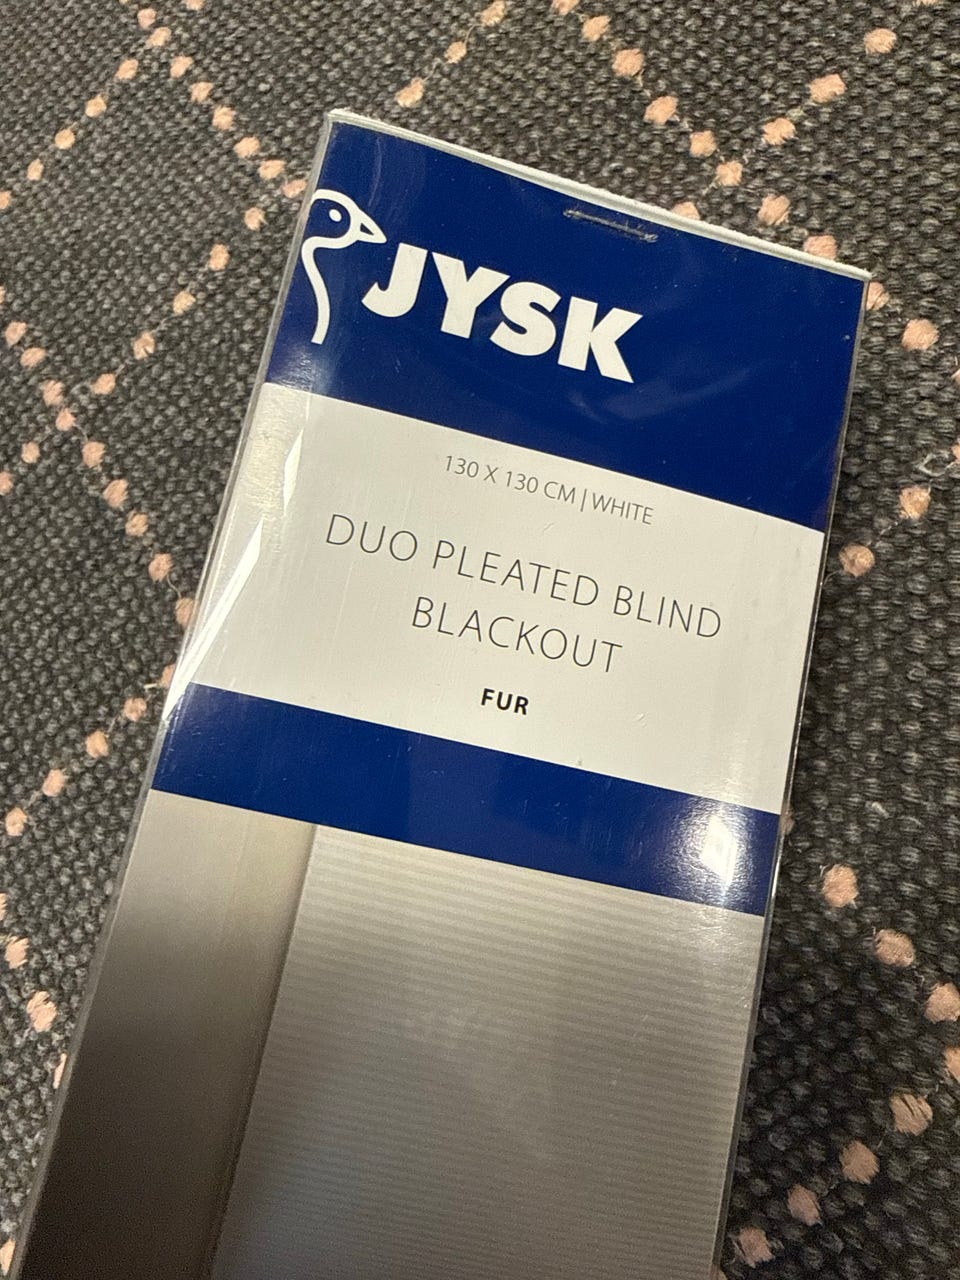 JYSK
130 X 130 CM | WHITE
DUO PLEATED BLIND
BLACKOUT
FUR